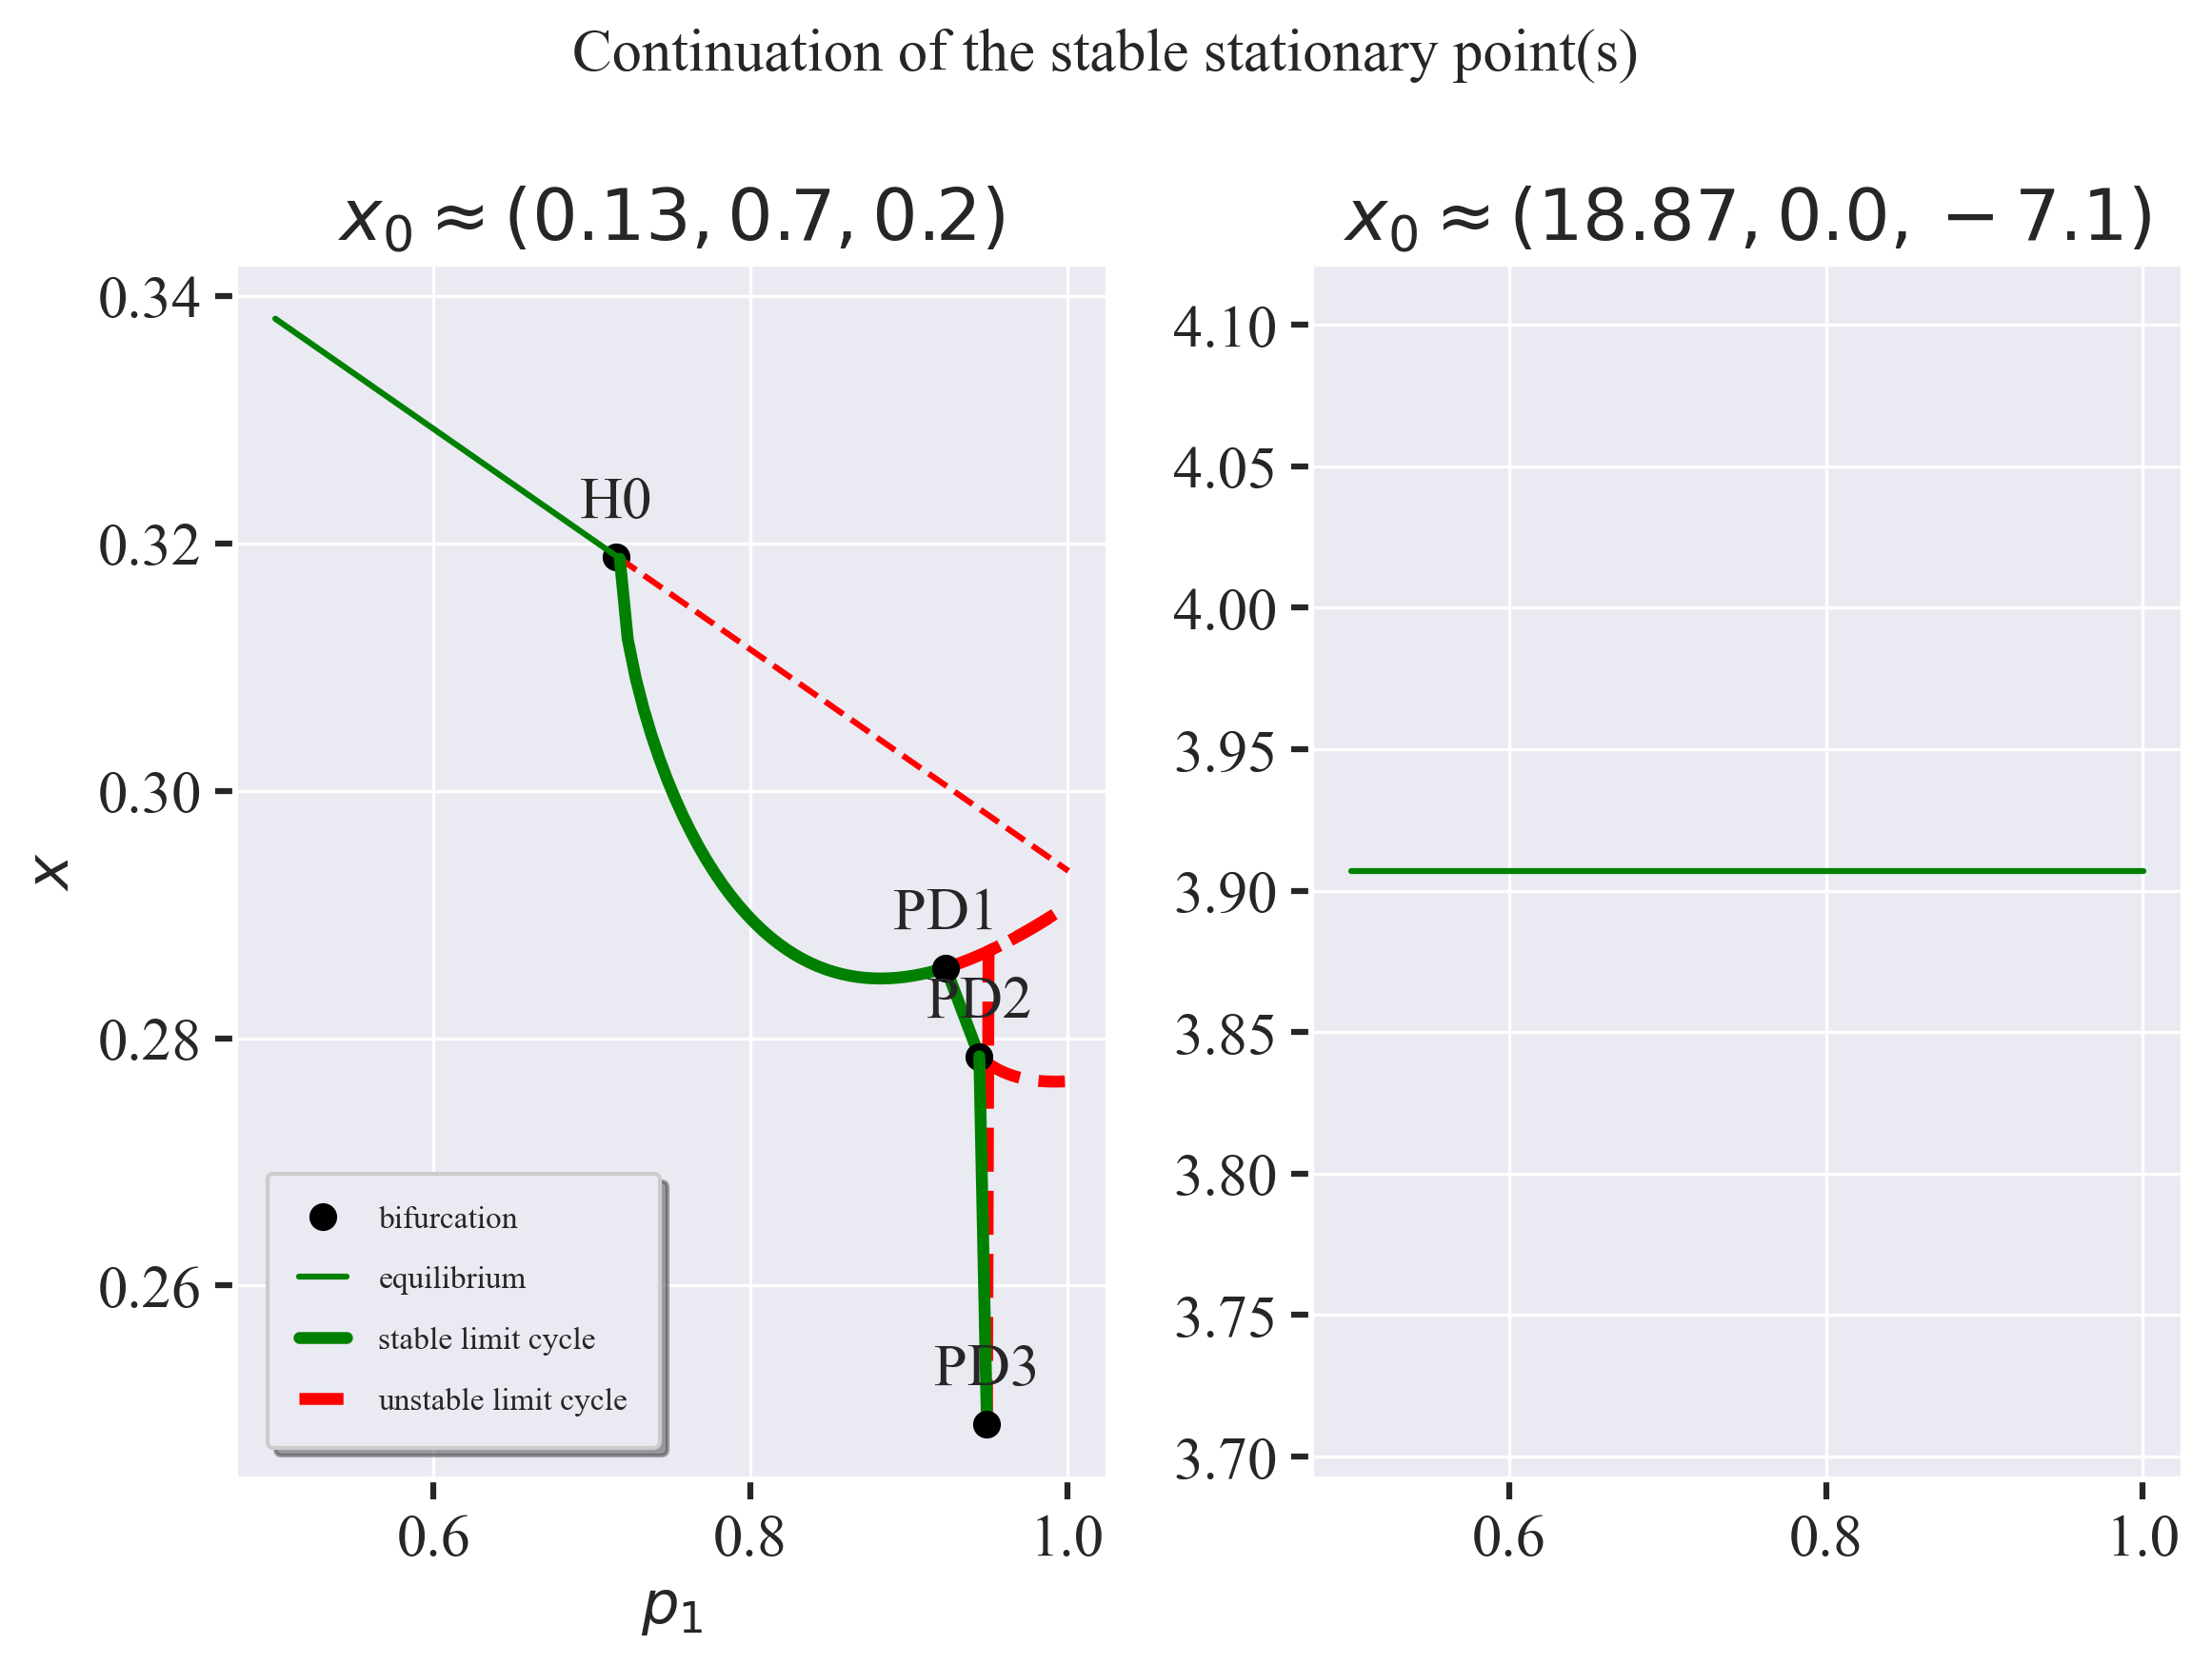 Continuation of the stable stationary point(s)
x₀ ≈ (0.13, 0.7, 0.2)
x₀ ≈ (18.87, 0.0, −7.1)
0.34
0.32
0.30
0.28
0.26
x
H0
PD1
PD2
PD3
bifurcation
equilibrium
stable limit cycle
unstable limit cycle
0.6 0.8 1.0
p₁
4.10
4.05
4.00
3.95
3.90
3.85
3.80
3.75
3.70
0.6 0.8 1.0